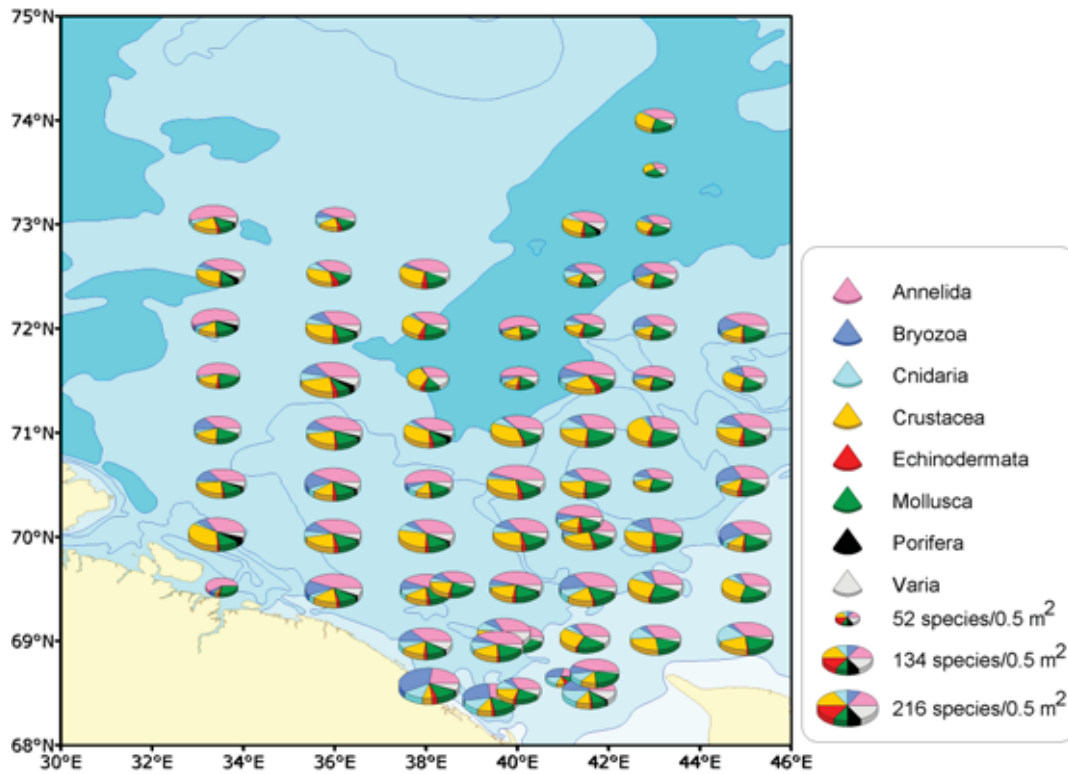 75°N
74°N
73°N
72°N
71°N
70°N
69°N
68°N
30°E 32°E 34°E 36°E 38°E 40°E 42°E 44°E 46°E
Annelida
Bryozoa
Cnidaria
Crustacea
Echinodermata
Mollusca
Porifera
Varia
52 species/0.5 m²
134 species/0.5 m²
216 species/0.5 m²